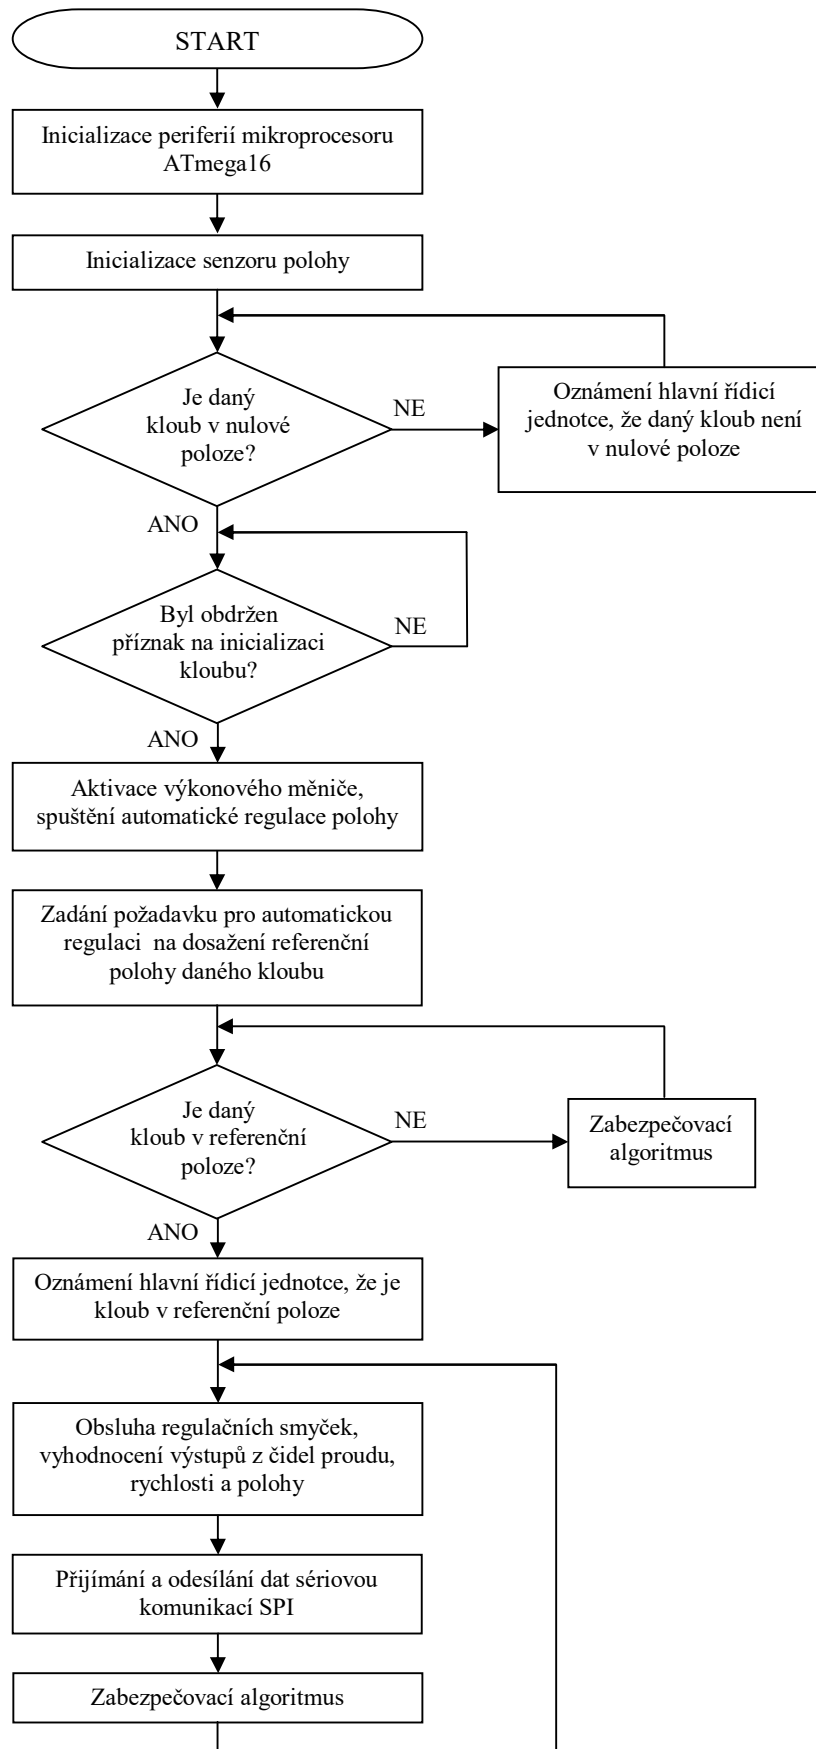 START
Inicializace periferií mikroprocesoru
ATmega16
Inicializace senzoru polohy
Je daný
kloub v nulové
poloze?
NE
Oznámení hlavní řídicí
jednotce, že daný kloub není
v nulové poloze
ANO
Byl obdržen
příznak na inicializaci
kloubu?
NE
ANO
Aktivace výkonového měniče,
spuštění automatické regulace polohy
Zadání požadavku pro automatickou
regulaci na dosažení referenční
polohy daného kloubu
Je daný
kloub v referenční
poloze?
NE
Zabezpečovací
algoritmus
ANO
Oznámení hlavní řídicí jednotce, že je
kloub v referenční poloze
Obsluha regulačních smyček,
vyhodnocení výstupů z čidel proudu,
rychlosti a polohy
Přijímání a odesílání dat sériovou
komunikací SPI
Zabezpečovací algoritmus